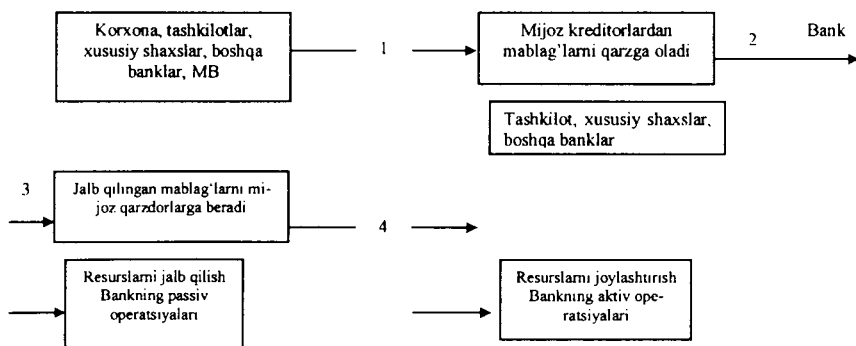 Korxona, tashkilotlar,
xususiy shaxslar, boshqa
banklar, MB
1
Mijoz kreditorlardan
mablag`larni qarzga oladi
2
Bank
Tashkilot, xususiy shaxslar,
boshqa banklar
3
Jalb qilingan mablag`larni mi-
joz qarzdorlarga beradi
4
Resurslarni jalb qilish
Bankning passiv
operatsiyalari
Resurslarni joylashtirish
Bankning aktiv ope-
ratsiyalari